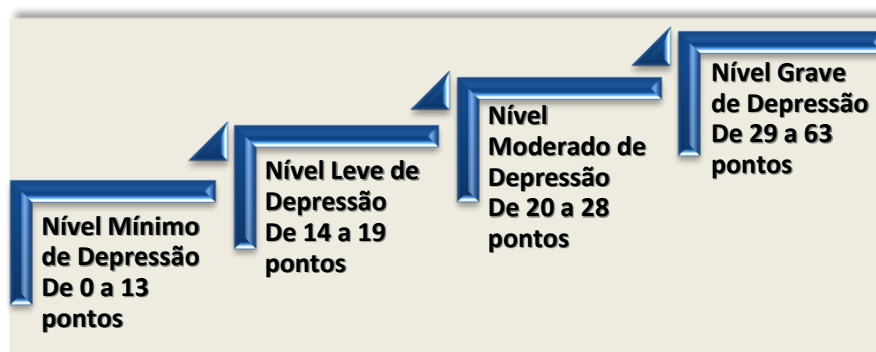 Nível Mínimo
de Depressão
De 0 a 13
pontos
Nível Leve de
Depressão
De 14 a 19
pontos
Nível
Moderado de
Depressão
De 20 a 28
pontos
Nível Grave
de Depressão
De 29 a 63
pontos